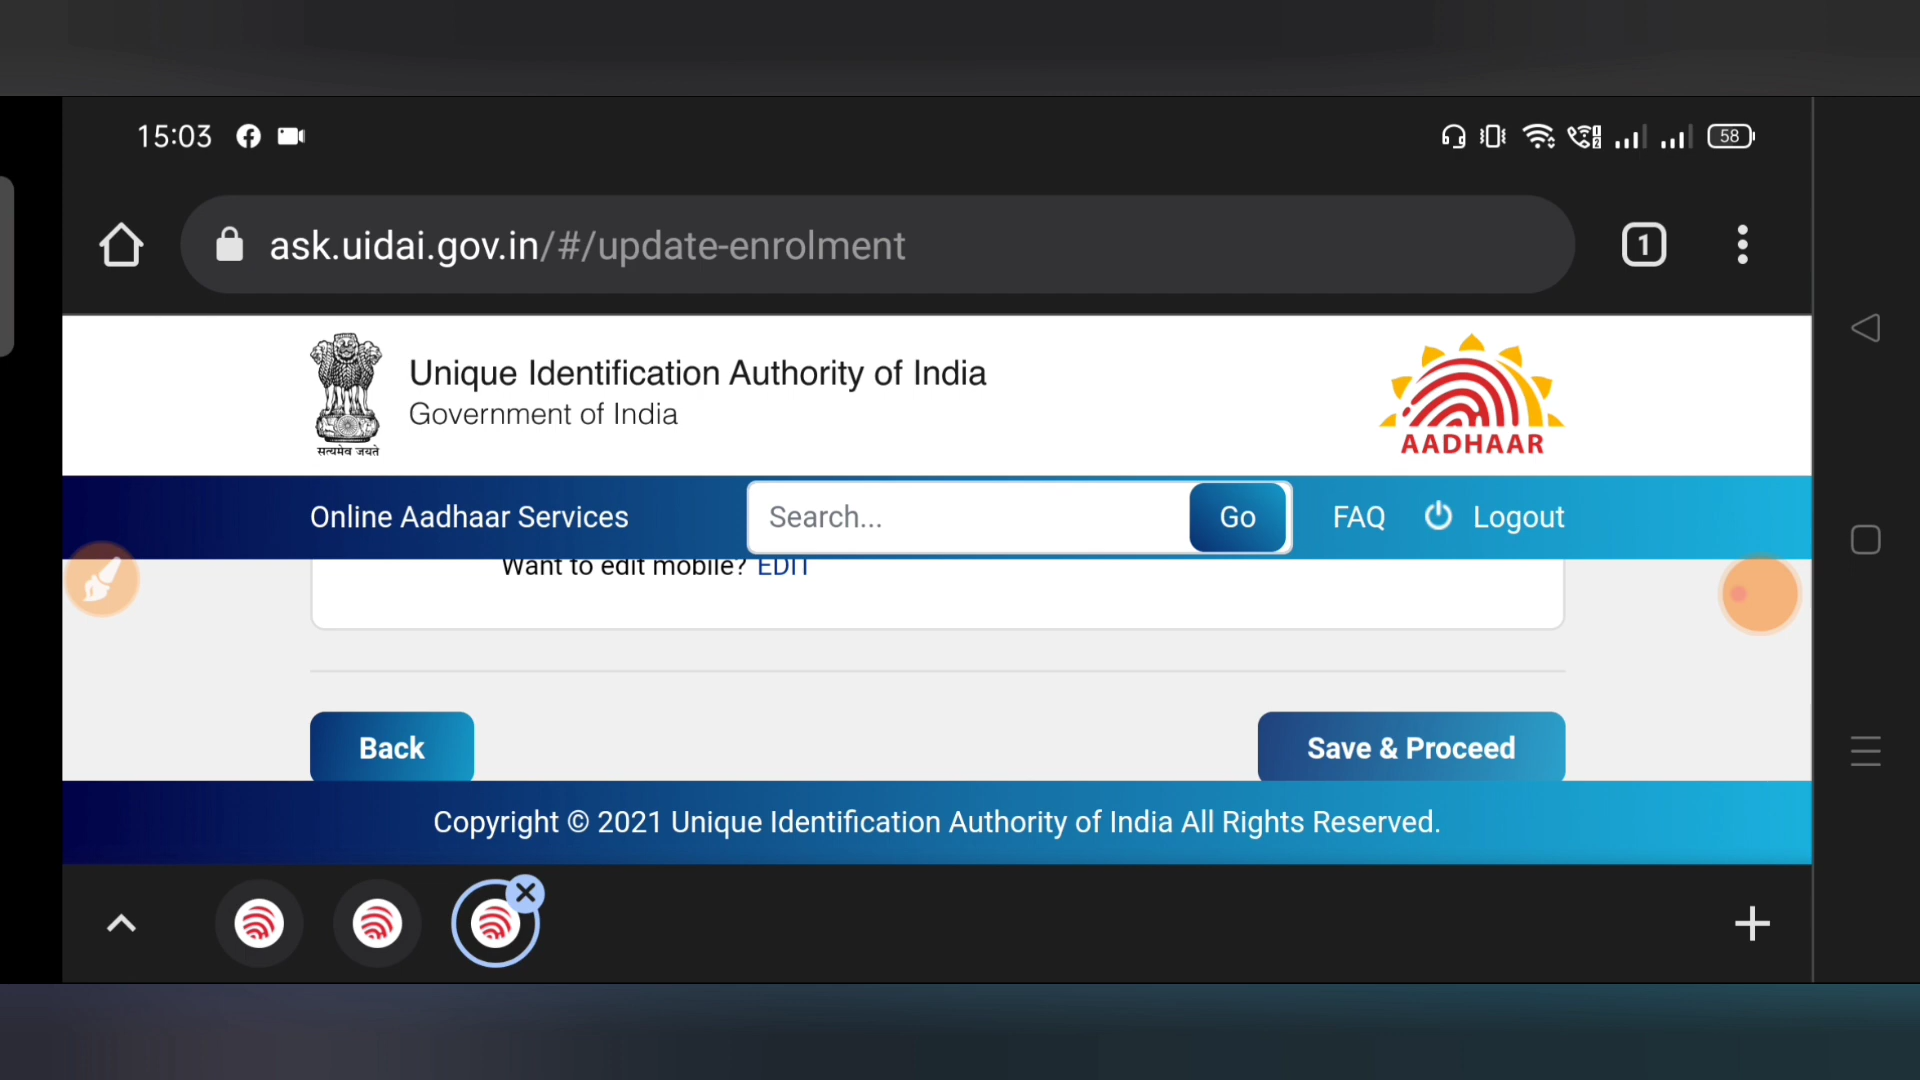 15:03
58
ask.uidai.gov.in/#/update-enrolment
1
Unique Identification Authority of India
Government of India
सत्यमेव जयते
AADHAAR
Online Aadhaar Services
Search...
Go
FAQ
Logout
Want to edit mobile? EDIT
Back
Save & Proceed
Copyright © 2021 Unique Identification Authority of India All Rights Reserved.